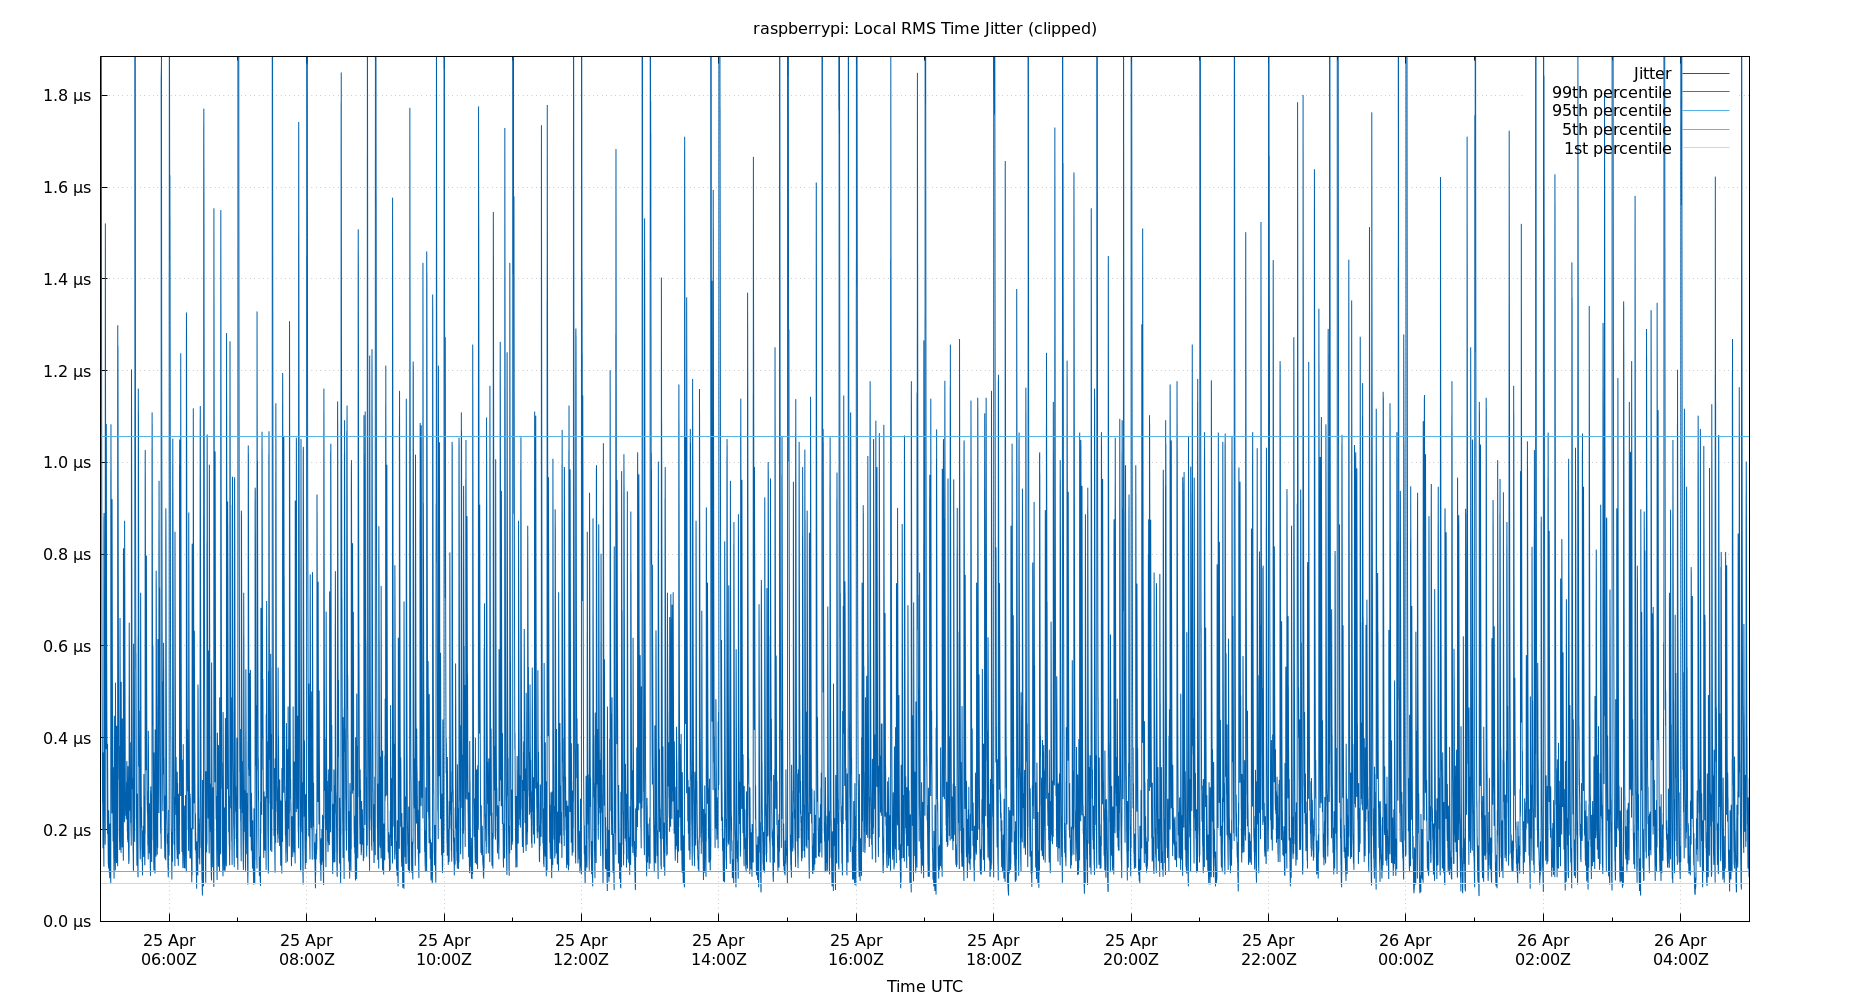 raspberrypi: Local RMS Time Jitter (clipped)
Jitter
99th percentile
95th percentile
5th percentile
1st percentile
1.8 µs
1.6 µs
1.4 µs
1.2 µs
1.0 µs
0.8 µs
0.6 µs
0.4 µs
0.2 µs
0.0 µs
25 Apr 25 Apr 25 Apr 25 Apr 25 Apr 25 Apr 25 Apr 25 Apr 25 Apr 26 Apr 26 Apr 26 Apr
06:00Z 08:00Z 10:00Z 12:00Z 14:00Z 16:00Z 18:00Z 20:00Z 22:00Z 00:00Z 02:00Z 04:00Z
Time UTC